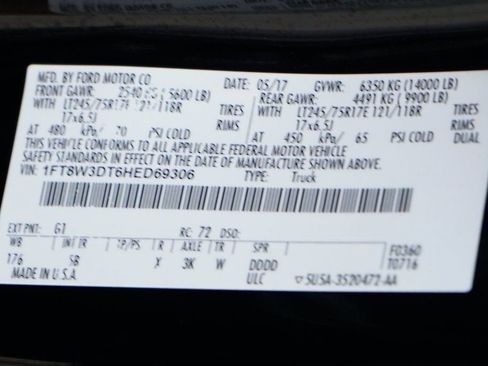 MFD. BY FORD MOTOR CO DATE: 05/17 GVWR: 6350 KG (14000 LB)
FRONT GAWR: 2540 KG (5600 LB) REAR GAWR: 4491 KG (9900 LB)
WITH LT245/75R17E 121/118R TIRES WITH LT245/75R17E 121/118R TIRES
17x6.5J 17x6.5J
AT 480 kPa/ 70 PSI COLD AT 450 kPa/ 65 PSI COLD DUAL
THIS VEHICLE CONFORMS TO ALL APPLICABLE FEDERAL MOTOR VEHICLE
SAFETY STANDARDS IN EFFECT ON THE DATE OF MANUFACTURE SHOWN ABOVE.
VIN: 1FT8W3DT6HED69306 TYPE: Truck
EXT PNT: G1 RC: 72 DSO:
WB INT TR TP/PS R AXLE TR SPR F0360
176 SB X 3K W DDDD T0716
MADE IN U.S.A. ULC ▽ SU5A-3520472-AA